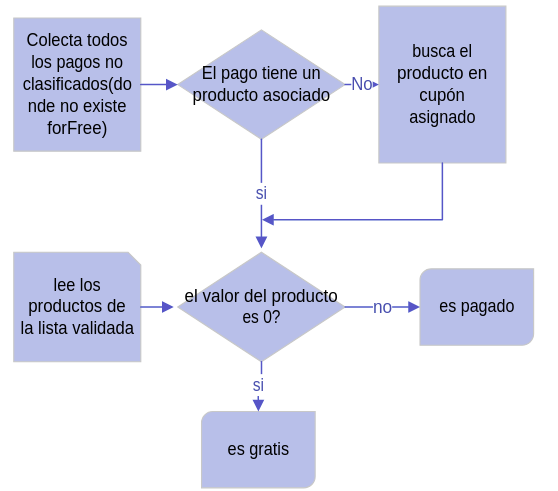 Colecta todos
los pagos no
clasificados(do
nde no existe
forFree)
El pago tiene un
producto asociado
No
busca el
producto en
cupón
asignado
si
lee los
productos de
la lista validada
el valor del producto
es 0?
no
es pagado
si
es gratis